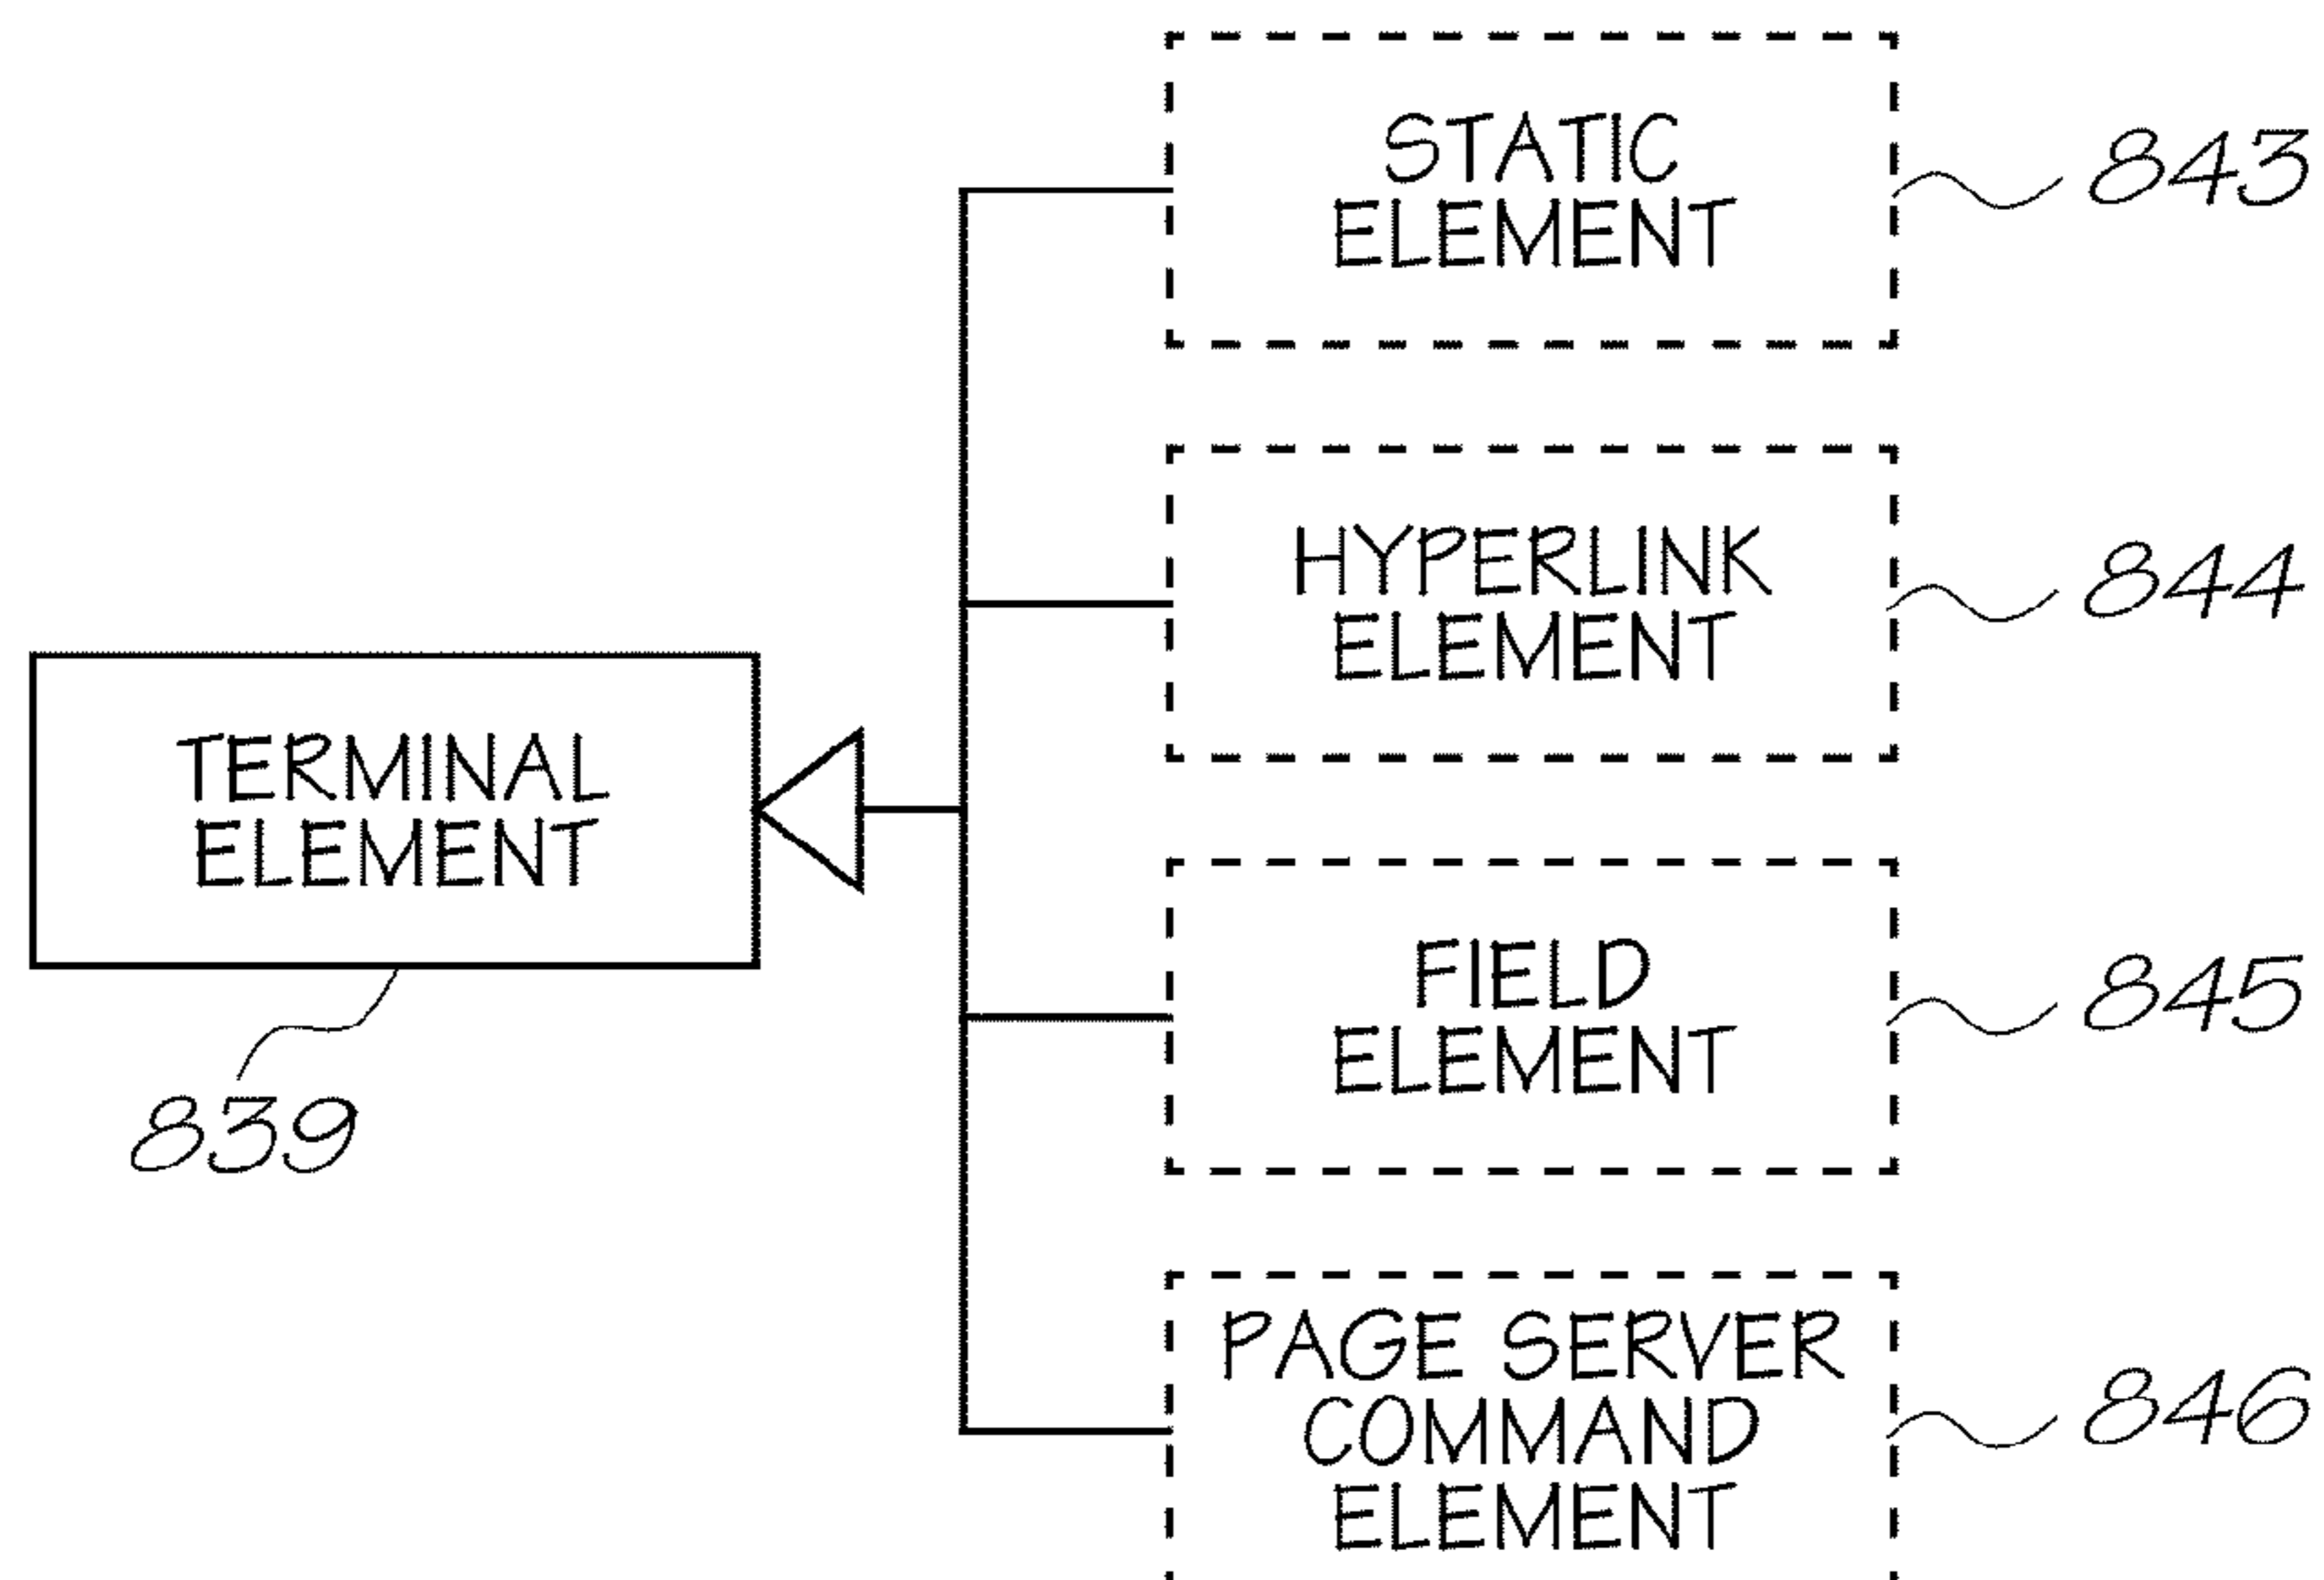 STATIC
ELEMENT
843
HYPERLINK
ELEMENT
844
TERMINAL
ELEMENT
839
FIELD
ELEMENT
845
PAGE SERVER
COMMAND
ELEMENT
846